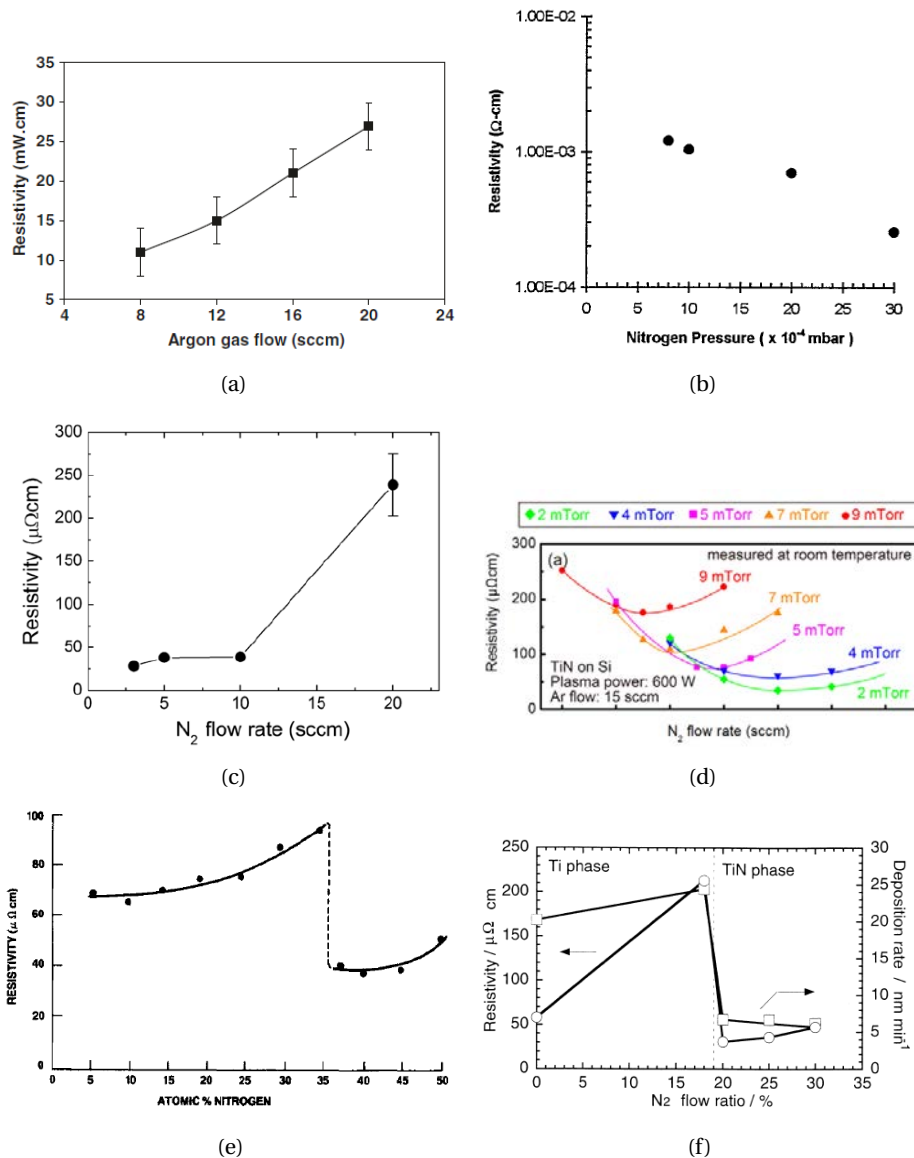 35
30
25
20
15
10
5
Resistivity (mW.cm)
4 8 12 16 20 24
Argon gas flow (sccm)
(a)
1.00E-02
1.00E-03
1.00E-04
Resistivity (Ω-cm)
0 5 10 15 20 25 30
Nitrogen Pressure ( x 10⁻⁴ mbar )
(b)
300
250
200
150
100
50
0
Resistivity (μΩcm)
0 5 10 15 20
N₂ flow rate (sccm)
(c)
2 mTorr 4 mTorr 5 mTorr 7 mTorr 9 mTorr
300
200
100
0
Resistivity (μΩcm)
(a)
measured at room temperature
9 mTorr
7 mTorr
5 mTorr
4 mTorr
2 mTorr
TiN on Si
Plasma power: 600 W
Ar flow: 15 sccm
N₂ flow rate (sccm)
(d)
100
80
60
40
20
0
RESISTIVITY (μ Ω cm)
0 5 10 15 20 25 30 35 40 45 50
ATOMIC % NITROGEN
(e)
250
200
150
100
50
0
Resistivity / μΩ cm
Ti phase
TiN phase
30
25
20
15
10
5
0
Deposition rate / nm min⁻¹
0 5 10 15 20 25 30 35
N2 flow ratio / %
(f)